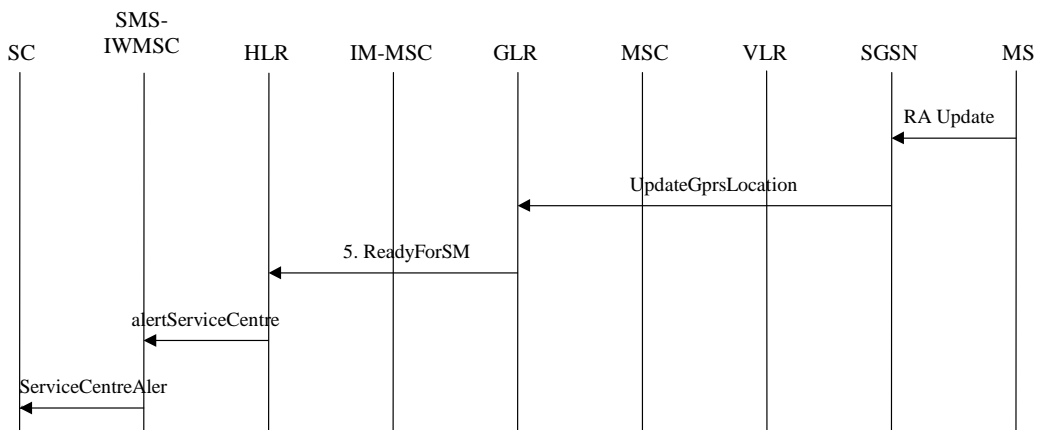 SMS-
IWMSC
SC HLR IM-MSC GLR MSC VLR SGSN MS
RA Update
UpdateGprsLocation
5. ReadyForSM
alertServiceCentre
ServiceCentreAler